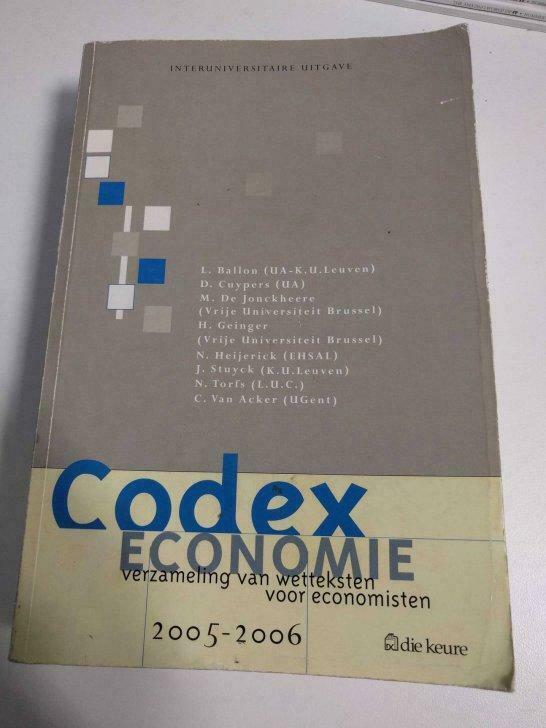 INTERUNIVERSITAIRE UITGAVE
L. Ballon (UA-K.U.Leuven)
D. Cuypers (UA)
M. De Jonckheere
(Vrije Universiteit Brussel)
H. Geinger
(Vrije Universiteit Brussel)
N. Heijerick (EHSAL)
J. Stuyck (K.U.Leuven)
N. Torfs (L.U.C.)
C. Van Acker (UGent)
Codex
ECONOMIE
verzameling van wetteksten
voor economisten
2005-2006
die keure